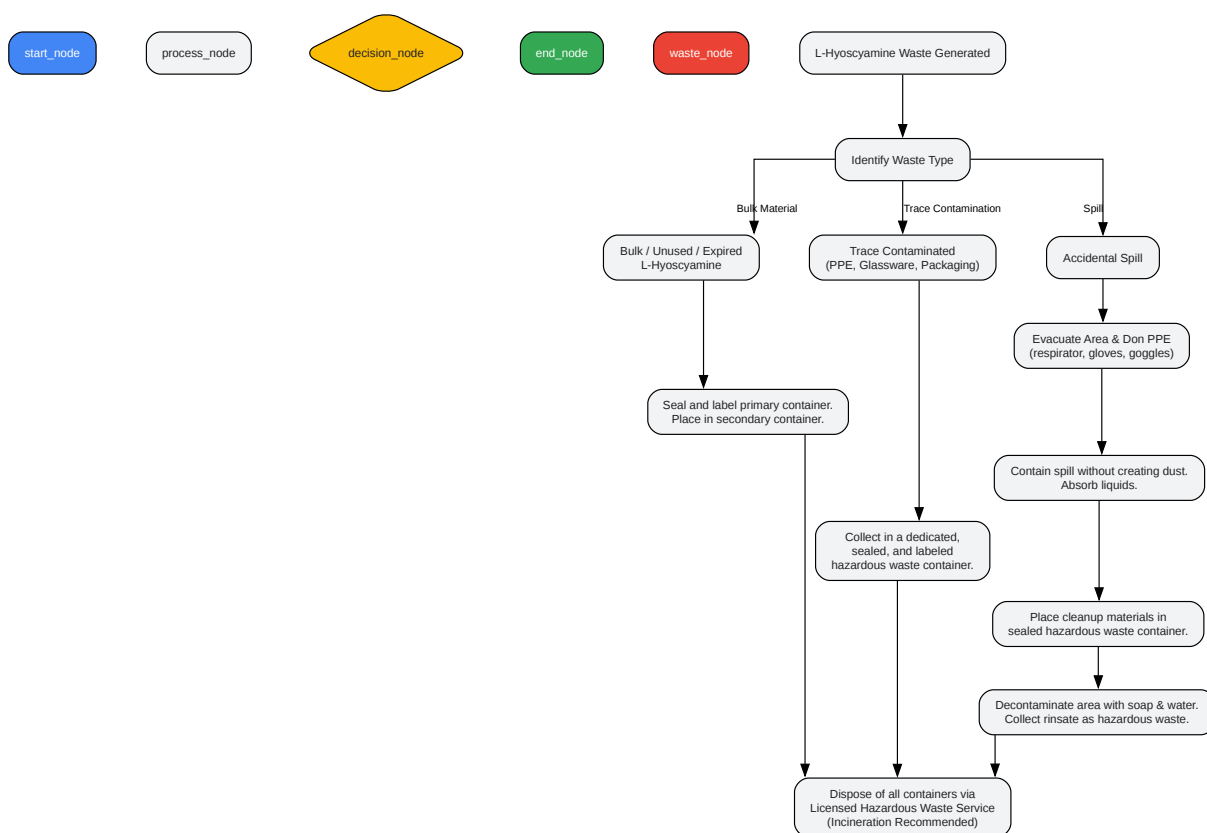 start_node
process_node
decision_node
end_node
waste_node
L-Hyoscyamine Waste Generated
Identify Waste Type
Bulk Material
Trace Contamination
Spill
Bulk / Unused / Expired
L-Hyoscyamine
Trace Contaminated
(PPE, Glassware, Packaging)
Accidental Spill
Evacuate Area & Don PPE
(respirator, gloves, goggles)
Seal and label primary container.
Place in secondary container.
Contain spill without creating dust.
Absorb liquids.
Collect in a dedicated,
sealed, and labeled
hazardous waste container.
Place cleanup materials in
sealed hazardous waste container.
Decontaminate area with soap & water.
Collect rinsate as hazardous waste.
Dispose of all containers via
Licensed Hazardous Waste Service
(Incineration Recommended)